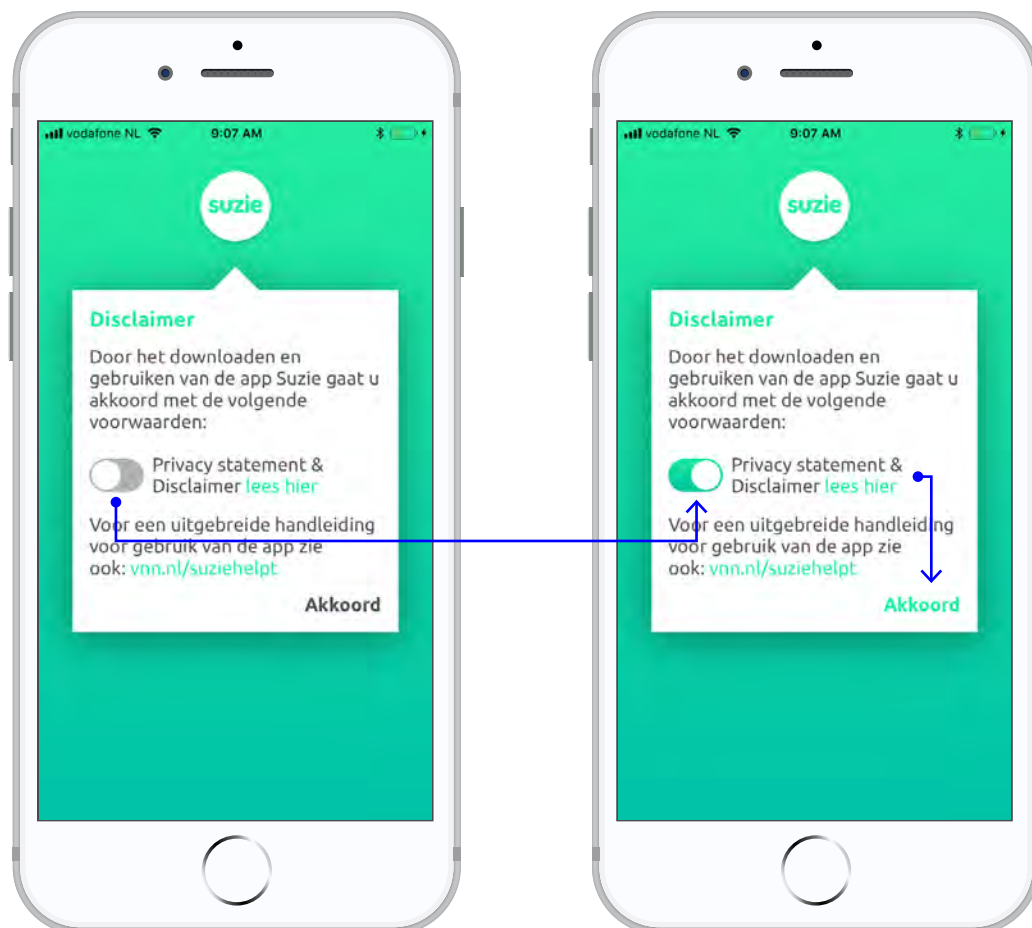 vodafone NL 9:07 AM
suzie
Disclaimer
Door het downloaden en
gebruiken van de app Suzie gaat u
akkoord met de volgende
voorwaarden:
Privacy statement &
Disclaimer lees hier
Voor een uitgebreide handleiding
voor gebruik van de app zie
ook: vnn.nl/suziehelpt
Akkoord
vodafone NL 9:07 AM
suzie
Disclaimer
Door het downloaden en
gebruiken van de app Suzie gaat u
akkoord met de volgende
voorwaarden:
Privacy statement &
Disclaimer lees hier
Voor een uitgebreide handleiding
voor gebruik van de app zie
ook: vnn.nl/suziehelpt
Akkoord